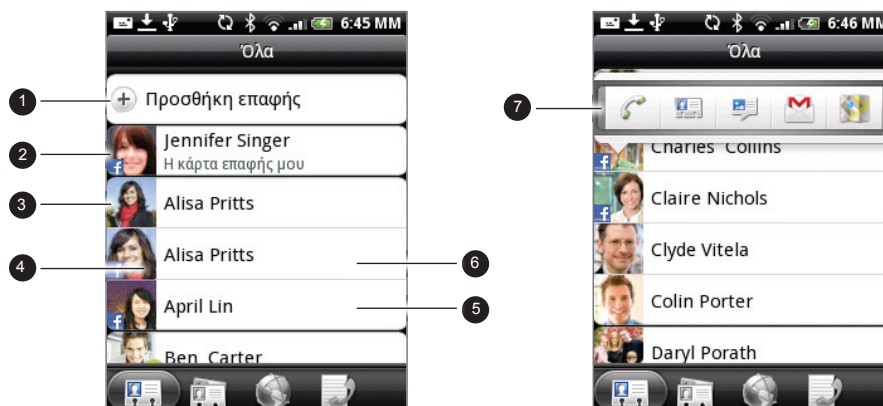 6:45 ΜΜ
Όλα
1
Προσθήκη επαφής
2
Jennifer Singer
Η κάρτα επαφής μου
3
Alisa Pritts
4
Alisa Pritts
6
April Lin
5
Ben Carter
6:46 ΜΜ
Όλα
7
Charles Collins
Claire Nichols
Clyde Vitela
Colin Porter
Daryl Porath